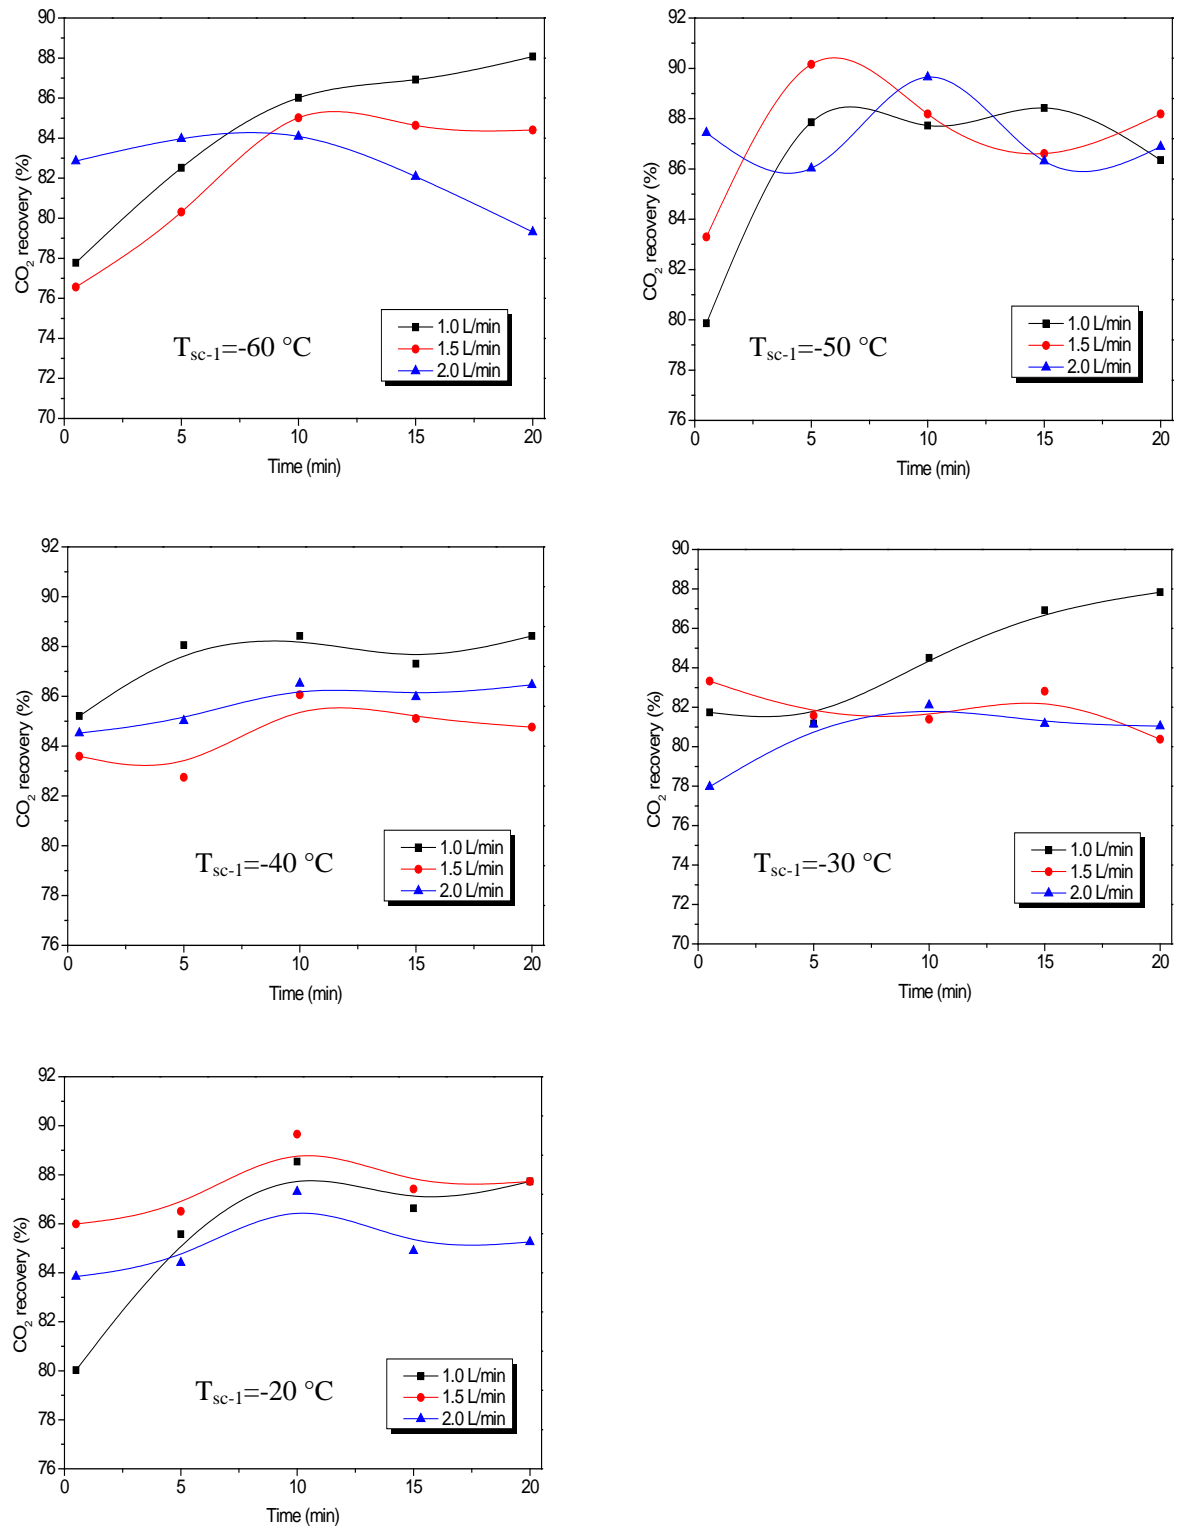 90
88
86
84
82
80
78
76
74
72
70
CO₂ recovery (%)
0 5 10 15 20
Time (min)
Tsc-1=-60 °C
1.0 L/min
1.5 L/min
2.0 L/min
92
90
88
86
84
82
80
78
76
CO₂ recovery (%)
0 5 10 15 20
Time (min)
Tsc-1=-50 °C
1.0 L/min
1.5 L/min
2.0 L/min
92
90
88
86
84
82
80
78
76
CO₂ recovery (%)
0 5 10 15 20
Time (min)
Tsc-1=-40 °C
1.0 L/min
1.5 L/min
2.0 L/min
90
88
86
84
82
80
78
76
74
72
70
CO₂ recovery (%)
0 5 10 15 20
Time (min)
Tsc-1=-30 °C
1.0 L/min
1.5 L/min
2.0 L/min
92
90
88
86
84
82
80
78
76
CO₂ recovery (%)
0 5 10 15 20
Time (min)
Tsc-1=-20 °C
1.0 L/min
1.5 L/min
2.0 L/min